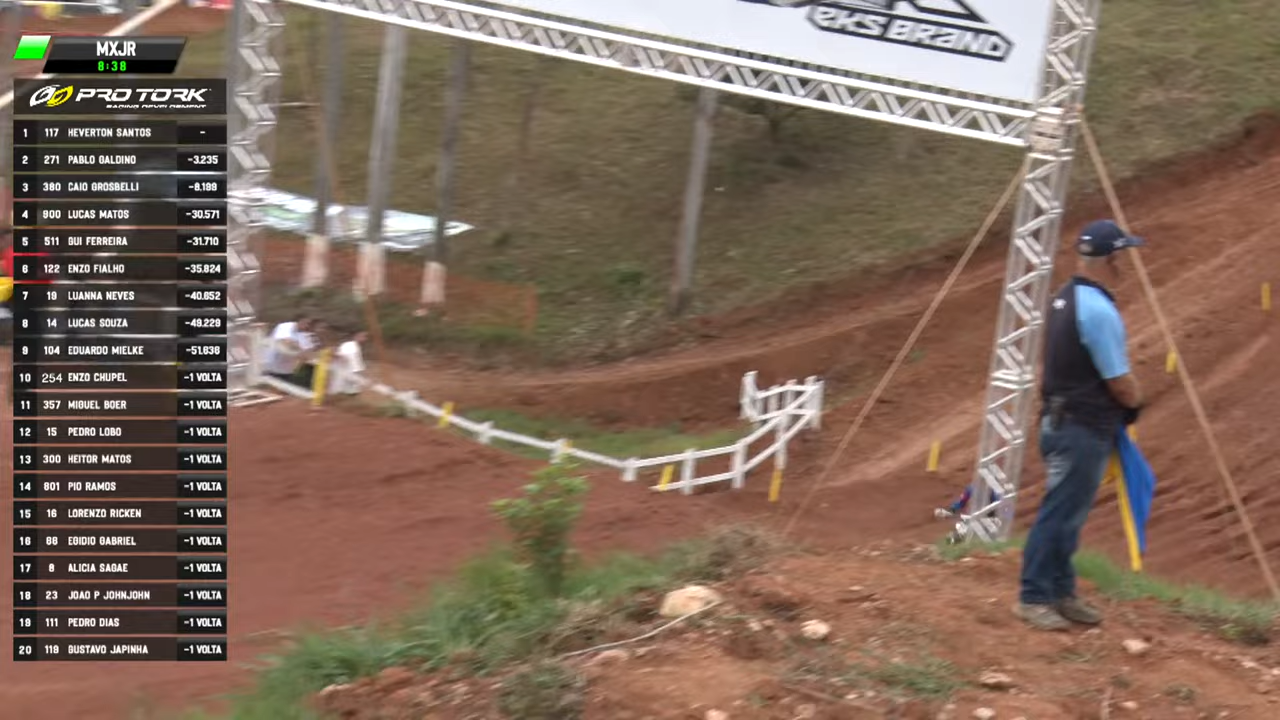 MXJR
8:38
PRO TORK
RACING DEVELOPMENT
1 117 HEVERTON SANTOS -
2 271 PABLO GALDINO -3.235
3 380 CAIO GROSBELLI -8.199
4 900 LUCAS MATOS -30.571
5 511 GUI FERREIRA -31.710
6 122 ENZO FIALHO -35.824
7 19 LUANNA NEVES -40.652
8 14 LUCAS SOUZA -49.229
9 104 EDUARDO MIELKE -51.636
10 254 ENZO CHUPEL -1 VOLTA
11 357 MIGUEL BOER -1 VOLTA
12 15 PEDRO LOBO -1 VOLTA
13 300 HEITOR MATOS -1 VOLTA
14 801 PIO RAMOS -1 VOLTA
15 16 LORENZO RICKEN -1 VOLTA
16 88 EGIDIO GABRIEL -1 VOLTA
17 8 ALICIA SAGAE -1 VOLTA
18 23 JOAO P JOHNJOHN -1 VOLTA
19 111 PEDRO DIAS -1 VOLTA
20 118 GUSTAVO JAPINHA -1 VOLTA
BRAND